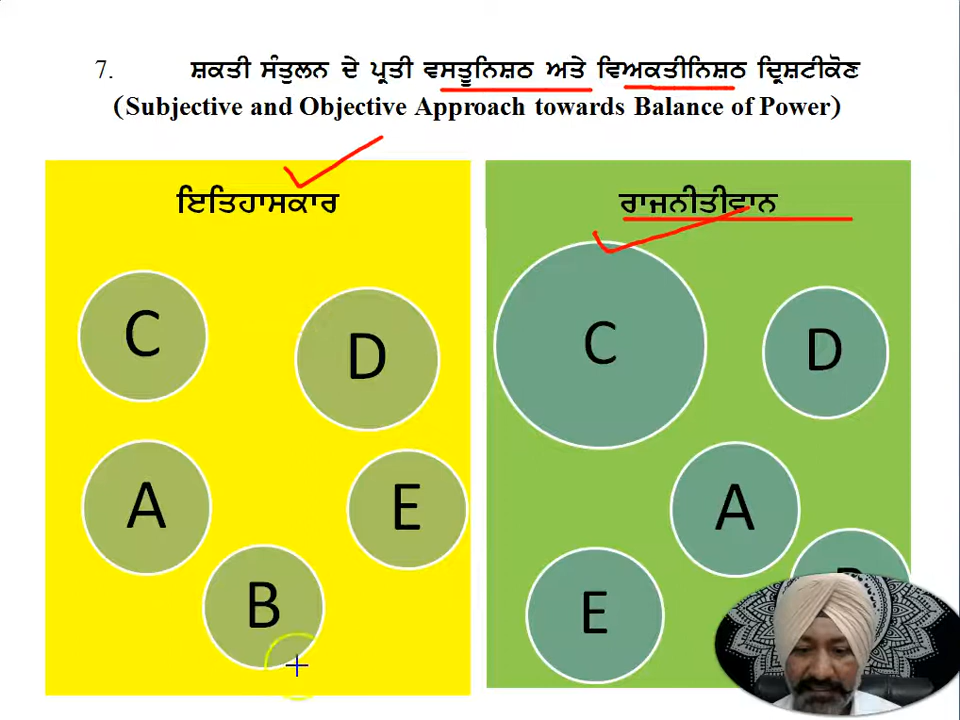 7. ਸ਼ਕਤੀ ਸੰਤੁਲਨ ਦੇ ਪ੍ਰਤੀ ਵਸਤੂਨਿਸ਼ਠ ਅਤੇ ਵਿਅਕਤੀਨਿਸ਼ਠ ਦ੍ਰਿਸ਼ਟੀਕੋਣ
(Subjective and Objective Approach towards Balance of Power)
ਇਤਿਹਾਸਕਾਰ
C
D
A
E
B
ਰਾਜਨੀਤੀਵਾਨ
C
D
A
E